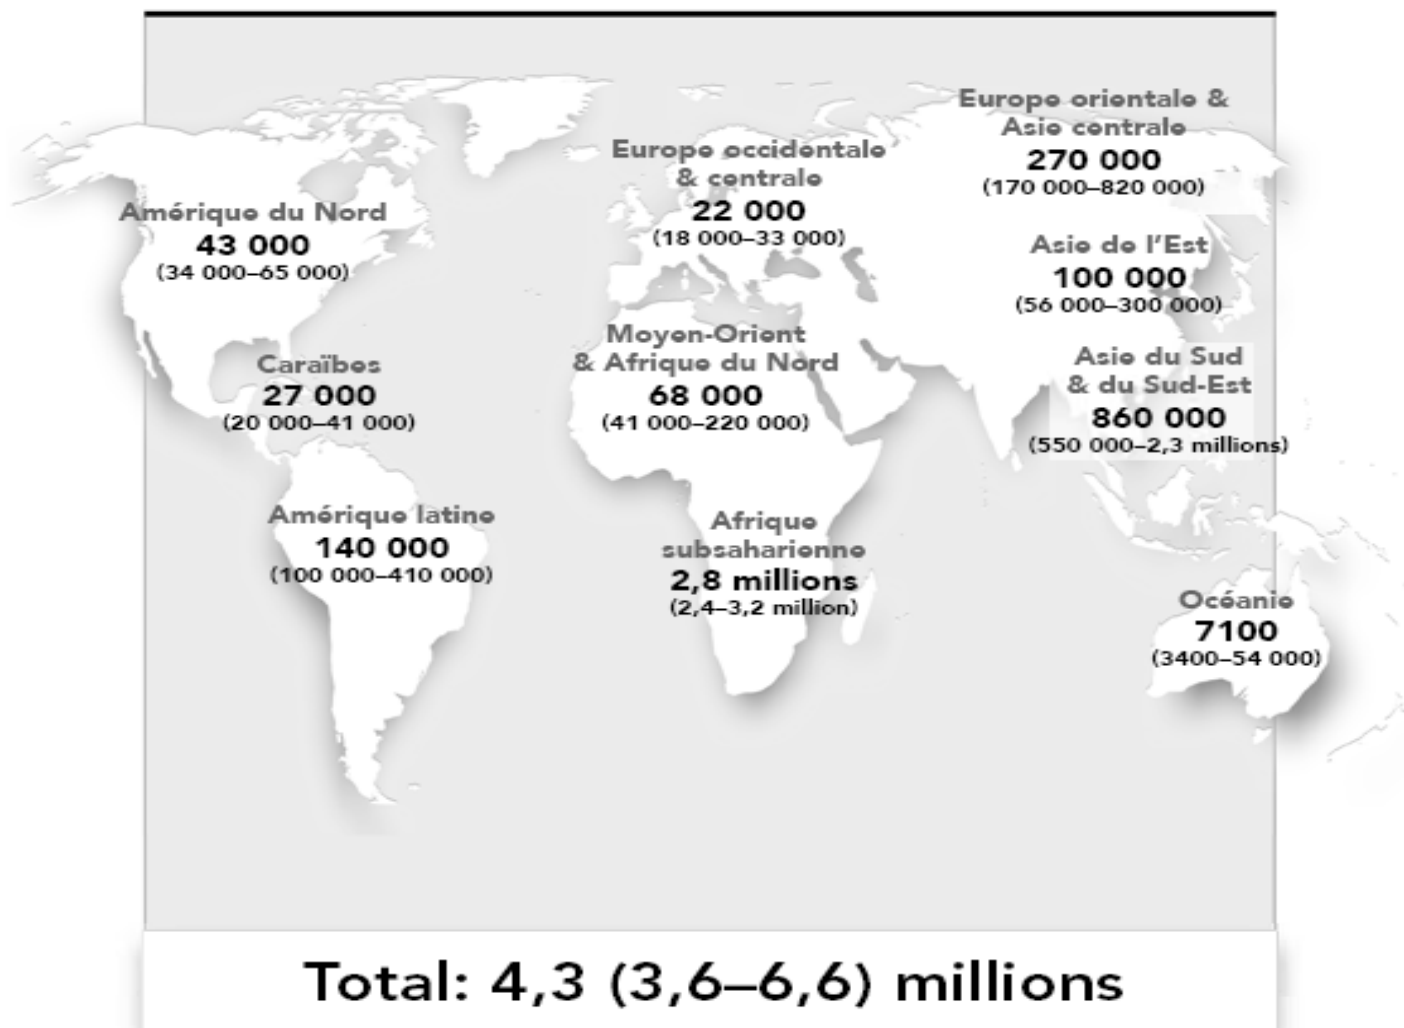 Europe orientale &
Asie centrale
270 000
(170 000–820 000)
Europe occidentale
& centrale
22 000
(18 000–33 000)
Amérique du Nord
43 000
(34 000–65 000)
Asie de l’Est
100 000
(56 000–300 000)
Moyen-Orient
& Afrique du Nord
68 000
(41 000–220 000)
Caraïbes
27 000
(20 000–41 000)
Asie du Sud
& du Sud-Est
860 000
(550 000–2,3 millions)
Amérique latine
140 000
(100 000–410 000)
Afrique
subsaharienne
2,8 millions
(2,4–3,2 million)
Océanie
7100
(3400–54 000)
Total: 4,3 (3,6–6,6) millions